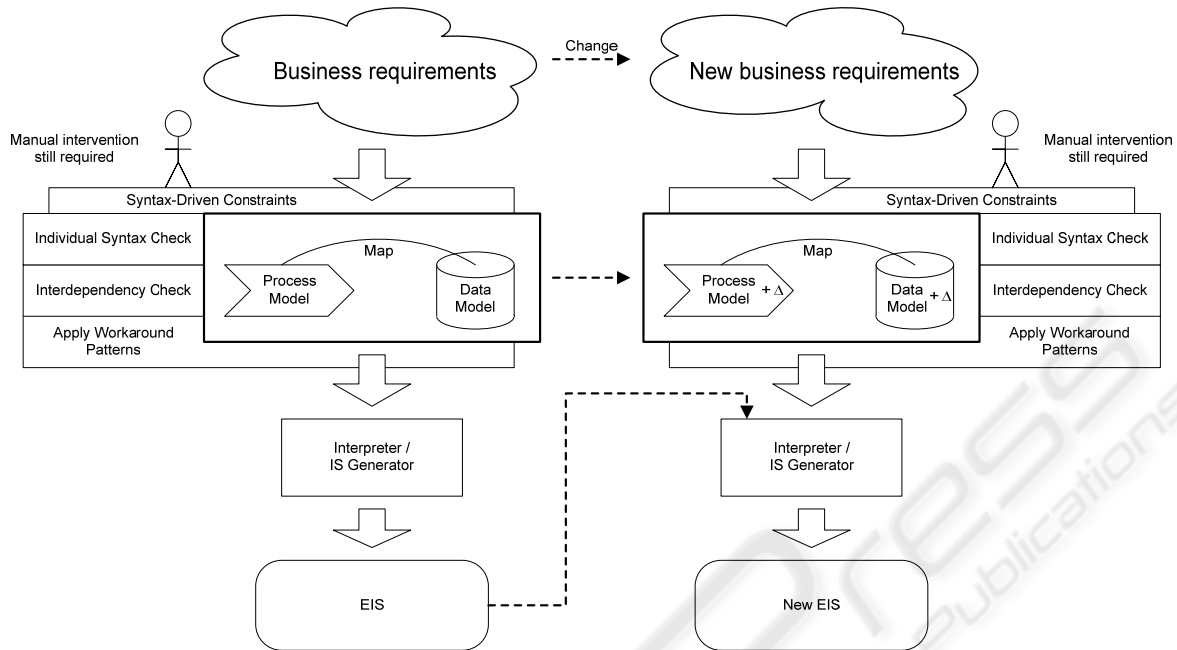 Business requirements
Change
New business requirements
Manual intervention
still required
Manual intervention
still required
Syntax-Driven Constraints
Syntax-Driven Constraints
Individual Syntax Check
Interdependency Check
Apply Workaround
Patterns
Map
Process
Model
Data
Model
Map
Process
Model + Δ
Data
Model + Δ
Individual Syntax Check
Interdependency Check
Apply Workaround
Patterns
Interpreter /
IS Generator
Interpreter /
IS Generator
EIS
New EIS
Press
Publications